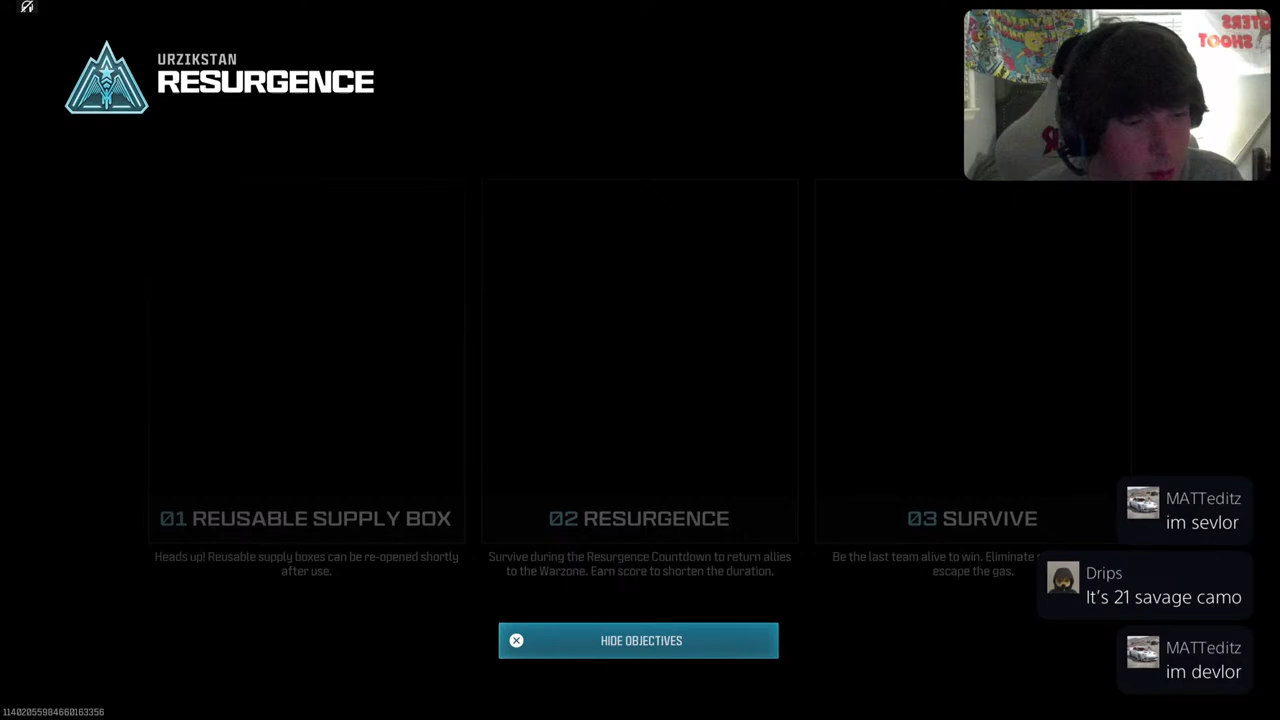 URZIKSTAN
RESURGENCE
SHOOT
01 REUSABLE SUPPLY BOX
Heads up! Reusable supply boxes can be re-opened shortly
after use.
02 RESURGENCE
Survive during the Resurgence Countdown to return allies
to the Warzone. Earn score to shorten the duration.
03 SURVIVE
Be the last team alive to win. Eliminate
escape the gas.
HIDE OBJECTIVES
MATTeditz
im sevlor
Drips
It's 21 savage camo
MATTeditz
im devlor
11402055984660163356